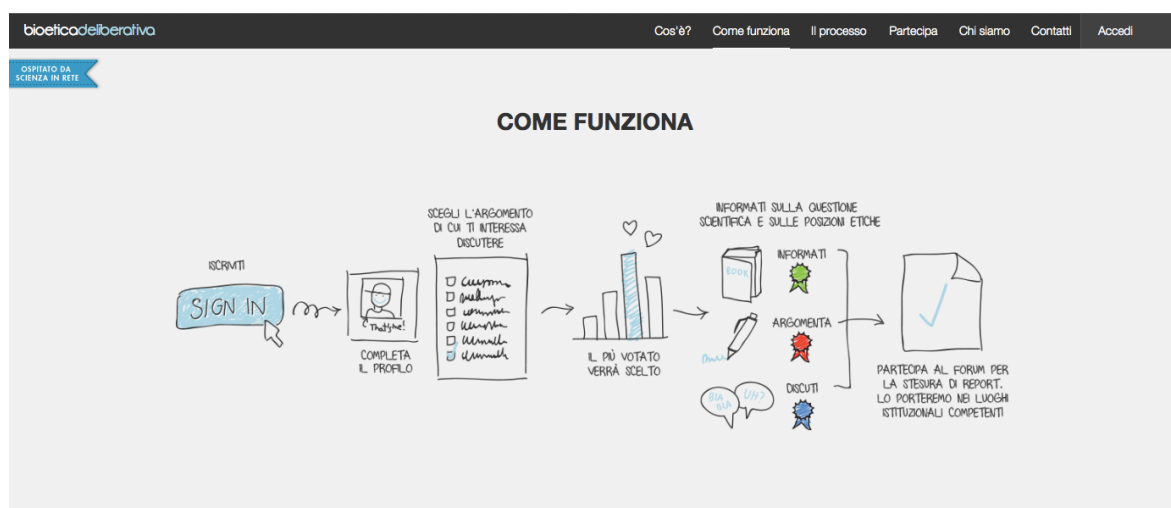 bioeticadeliberativa
Cos'è? Come funziona Il processo Partecipa Chi siamo Contatti Accedi
OSPITATO DA
SCIENZA IN RETE
COME FUNZIONA
ISCRIVITI
SIGN IN
That's me!
COMPLETA
IL PROFILO
SCEGLI L'ARGOMENTO
DI CUI TI INTERESSA
DISCUTERE
IL PIÙ VOTATO
VERRÀ SCELTO
INFORMATI SULLA QUESTIONE
SCIENTIFICA E SULLE POSIZIONI ETICHE
BOOK
INFORMATI
ARGOMENTA
BLA
BLA
UH?
DISCUTI
PARTECIPA AL FORUM PER
LA STESURA DI REPORT.
LO PORTEREMO NEI LUOGHI
ISTITUZIONALI COMPETENTI